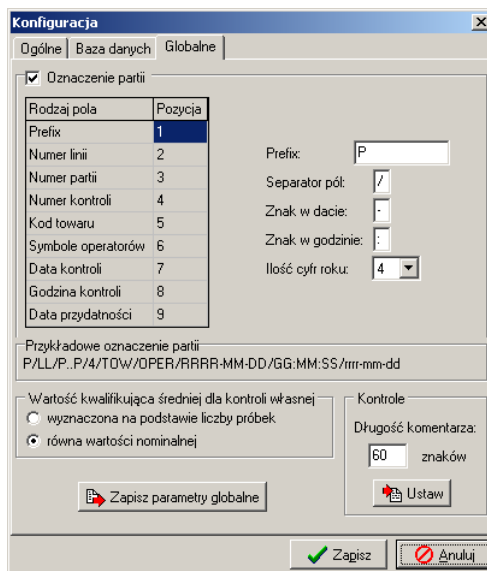 Konfiguracja
Ogólne Baza danych Globalne
Oznaczenie partii
Rodzaj pola Pozycja
Prefix 1
Numer linii 2
Numer partii 3
Numer kontroli 4
Kod towaru 5
Symbole operatorów 6
Data kontroli 7
Godzina kontroli 8
Data przydatności 9
Prefix: P
Separator pól: /
Znak w dacie: -
Znak w godzinie: :
Ilość cyfr roku: 4
Przykładowe oznaczenie partii
P/LL/P..P/4/TOW/OPER/RRRR-MM-DD/GG:MM:SS/rrrr-mm-dd
Wartość kwalifikująca średniej dla kontroli własnej
wyznaczona na podstawie liczby próbek
równa wartości nominalnej
Kontrole
Długość komentarza:
60 znaków
Ustaw
Zapisz parametry globalne
Zapisz Anuluj